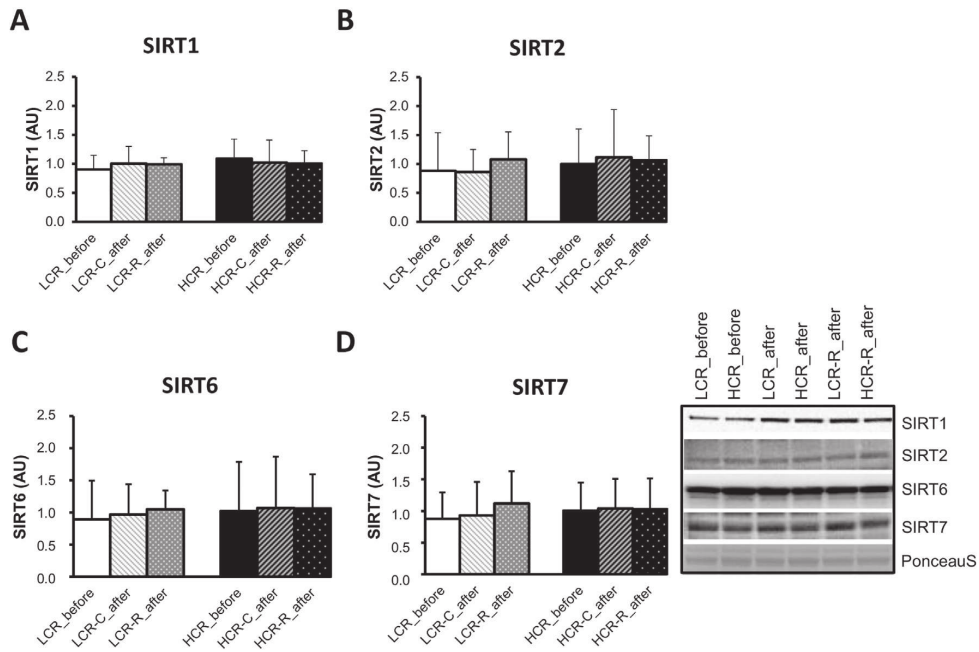 A
SIRT1
SIRT1 (AU)
2.5
2.0
1.5
1.0
0.5
0.0
LCR_before
LCR-C_after
LCR-R_after
HCR_before
HCR-C_after
HCR-R_after
B
SIRT2
SIRT2 (AU)
2.5
2.0
1.5
1.0
0.5
0.0
LCR_before
LCR-C_after
LCR-R_after
HCR_before
HCR-C_after
HCR-R_after
C
SIRT6
SIRT6 (AU)
2.5
2.0
1.5
1.0
0.5
0.0
LCR_before
LCR-C_after
LCR-R_after
HCR_before
HCR-C_after
HCR-R_after
D
SIRT7
SIRT7 (AU)
2.5
2.0
1.5
1.0
0.5
0.0
LCR_before
LCR-C_after
LCR-R_after
HCR_before
HCR-C_after
HCR-R_after
LCR_before
HCR_before
LCR_after
HCR_after
LCR-R_after
HCR-R_after
SIRT1
SIRT2
SIRT6
SIRT7
PonceauS